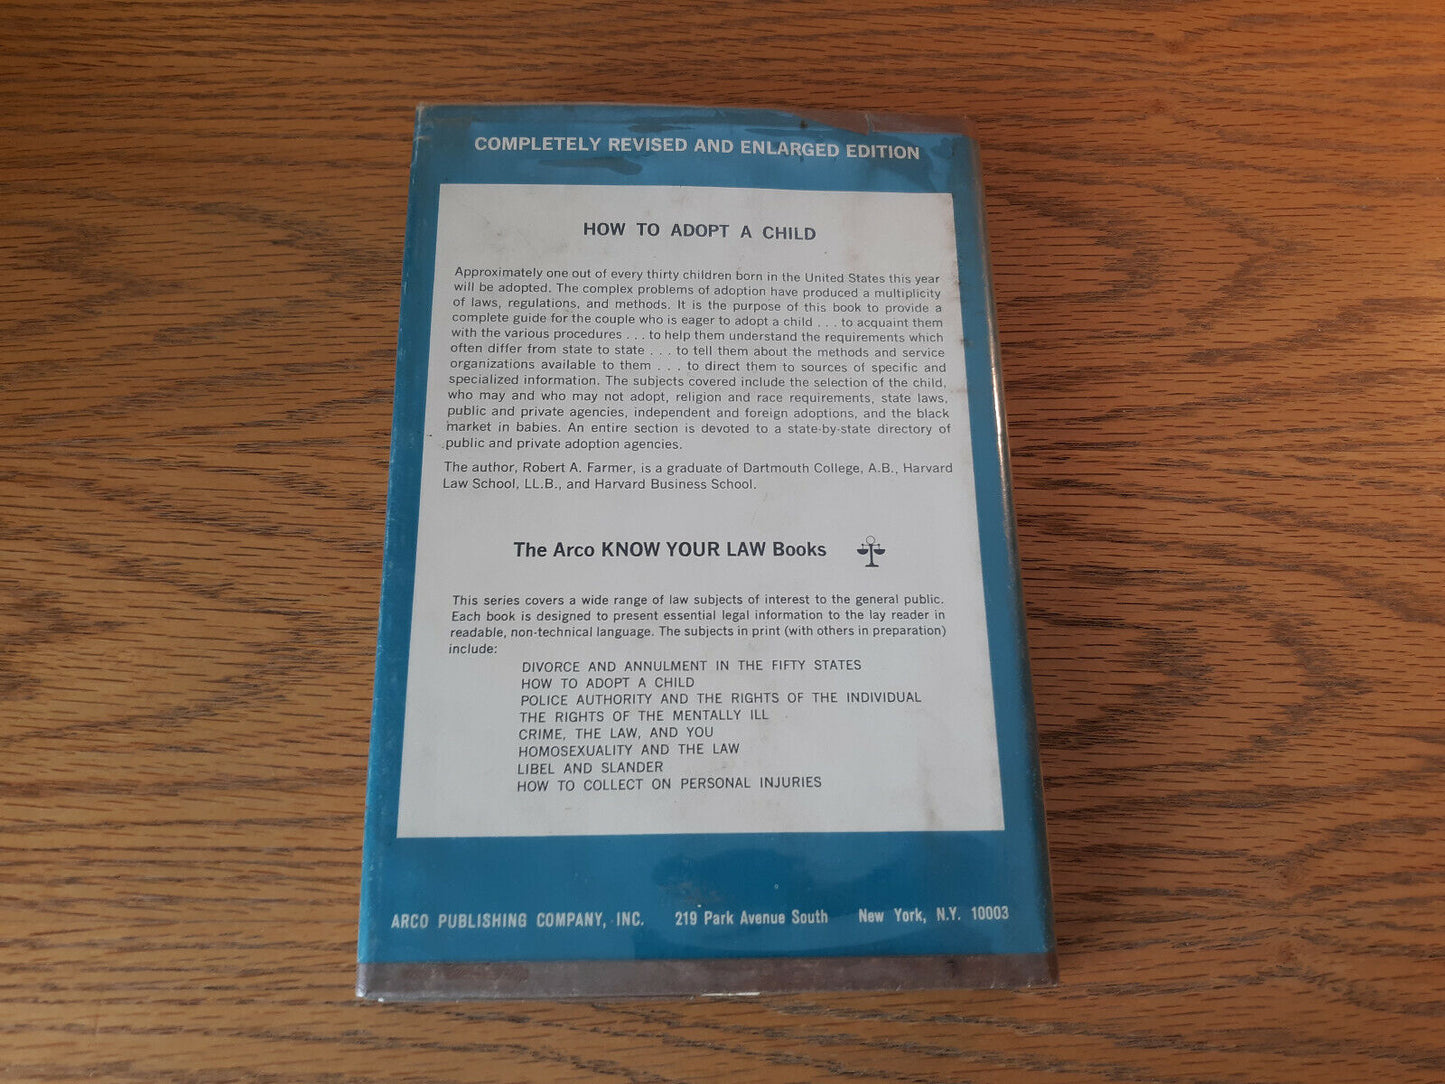 COMPLETELY REVISED AND ENLARGED EDITION
HOW TO ADOPT A CHILD
Approximately one out of every thirty children born in the United States this year
will be adopted. The complex problems of adoption have produced a multiplicity
of laws, regulations, and methods. It is the purpose of this book to provide a
complete guide for the couple who is eager to adopt a child . . . to acquaint them
with the various procedures . . . to help them understand the requirements which
often differ from state to state . . . to tell them about the methods and service
organizations available to them . . . to direct them to sources of specific and
specialized information. The subjects covered include the selection of the child,
who may and who may not adopt, religion and race requirements, state laws,
public and private agencies, independent and foreign adoptions, and the black
market in babies. An entire section is devoted to a state-by-state directory of
public and private adoption agencies.
The author, Robert A. Farmer, is a graduate of Dartmouth College, A.B., Harvard
Law School, LL.B., and Harvard Business School.
The Arco KNOW YOUR LAW Books
This series covers a wide range of law subjects of interest to the general public.
Each book is designed to present essential legal information to the lay reader in
readable, non-technical language. The subjects in print (with others in preparation)
include:
DIVORCE AND ANNULMENT IN THE FIFTY STATES
HOW TO ADOPT A CHILD
POLICE AUTHORITY AND THE RIGHTS OF THE INDIVIDUAL
THE RIGHTS OF THE MENTALLY ILL
CRIME, THE LAW, AND YOU
HOMOSEXUALITY AND THE LAW
LIBEL AND SLANDER
HOW TO COLLECT ON PERSONAL INJURIES
ARCO PUBLISHING COMPANY, INC. 219 Park Avenue South New York, N.Y. 10003